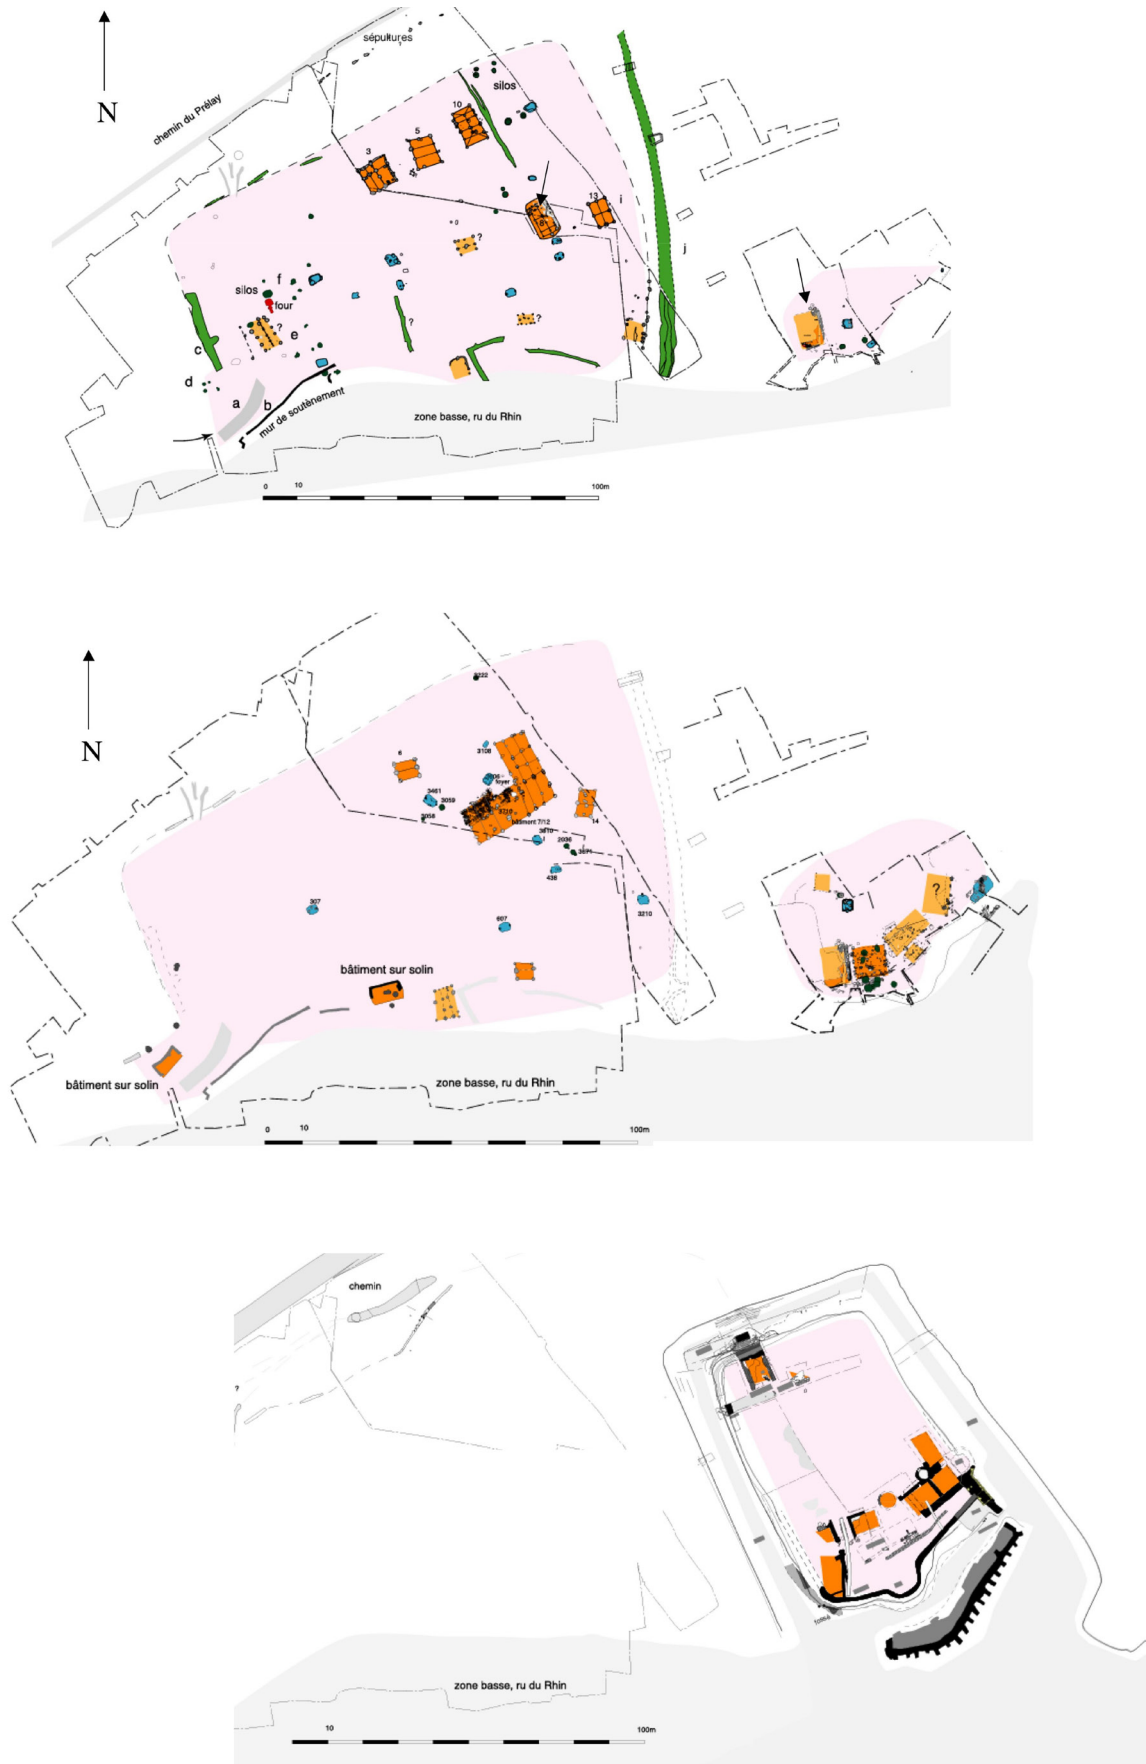 N
chemin du Prélay
sépultures
silos
10
5
3
13
i
8
?
j
silos
f
four
?
e
?
?
c
d
a
b
mur de soutènement
zone basse, ru du Rhin
0 10 100m
N
3222
6
3108
foyer
3461
3059
3058
bâtiment 7/12
14
3810
2036
438
307
607
3210
?
bâtiment sur solin
bâtiment sur solin
zone basse, ru du Rhin
0 10 100m
chemin
?
zone basse, ru du Rhin
10 100m